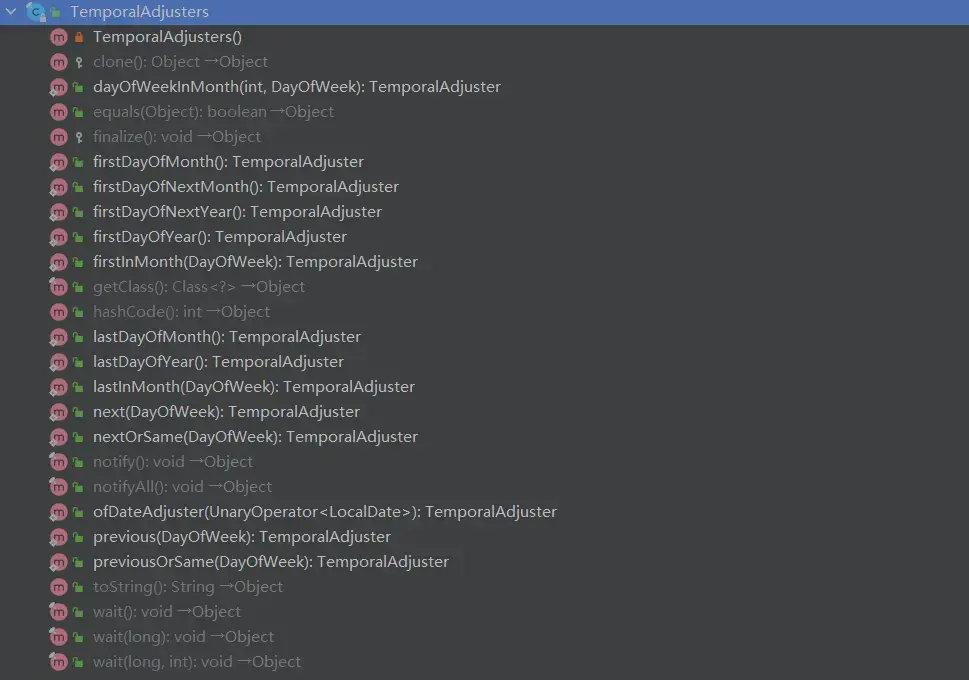 TemporalAdjusters
TemporalAdjusters()
clone(): Object →Object
dayOfWeekInMonth(int, DayOfWeek): TemporalAdjuster
equals(Object): boolean →Object
finalize(): void →Object
firstDayOfMonth(): TemporalAdjuster
firstDayOfNextMonth(): TemporalAdjuster
firstDayOfNextYear(): TemporalAdjuster
firstDayOfYear(): TemporalAdjuster
firstInMonth(DayOfWeek): TemporalAdjuster
getClass(): Class<?> →Object
hashCode(): int →Object
lastDayOfMonth(): TemporalAdjuster
lastDayOfYear(): TemporalAdjuster
lastInMonth(DayOfWeek): TemporalAdjuster
next(DayOfWeek): TemporalAdjuster
nextOrSame(DayOfWeek): TemporalAdjuster
notify(): void →Object
notifyAll(): void →Object
ofDateAdjuster(UnaryOperator<LocalDate>): TemporalAdjuster
previous(DayOfWeek): TemporalAdjuster
previousOrSame(DayOfWeek): TemporalAdjuster
toString(): String →Object
wait(): void →Object
wait(long): void →Object
wait(long, int): void →Object